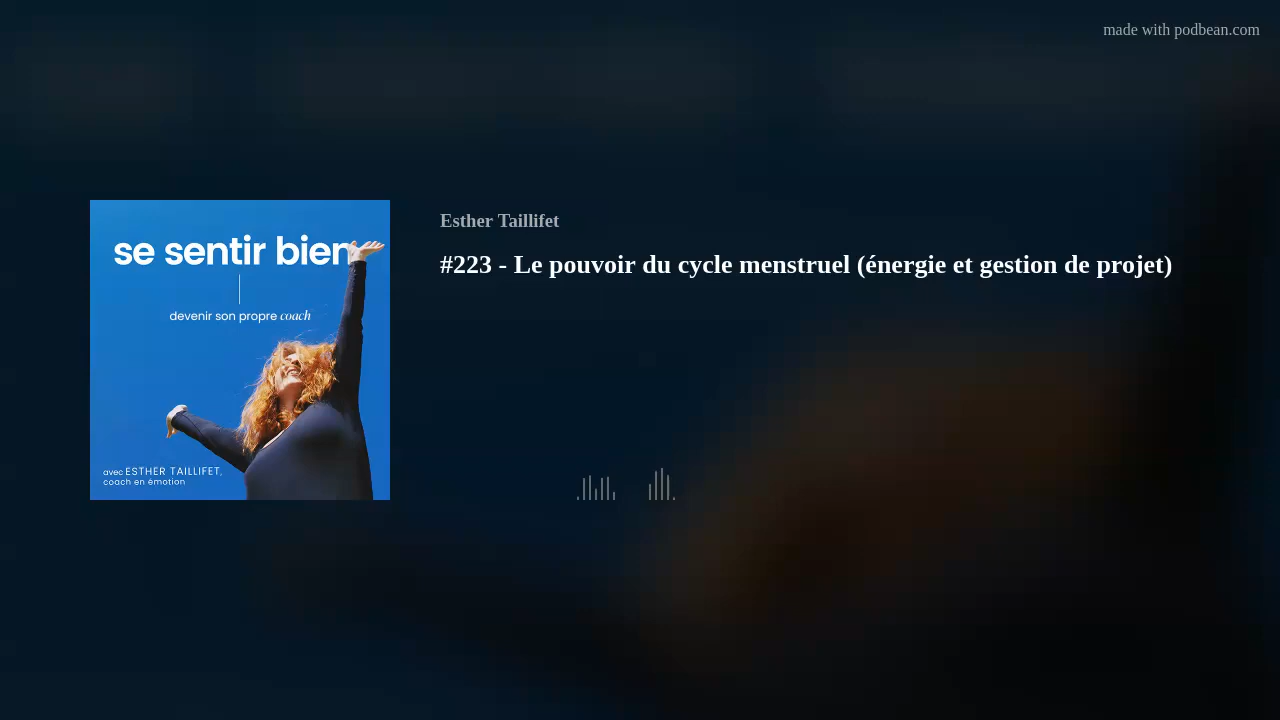 made with podbean.com
se sentir bien
devenir son propre coach
avec ESTHER TAILLIFET,
coach en émotion
Esther Taillifet
#223 - Le pouvoir du cycle menstruel (énergie et gestion de projet)